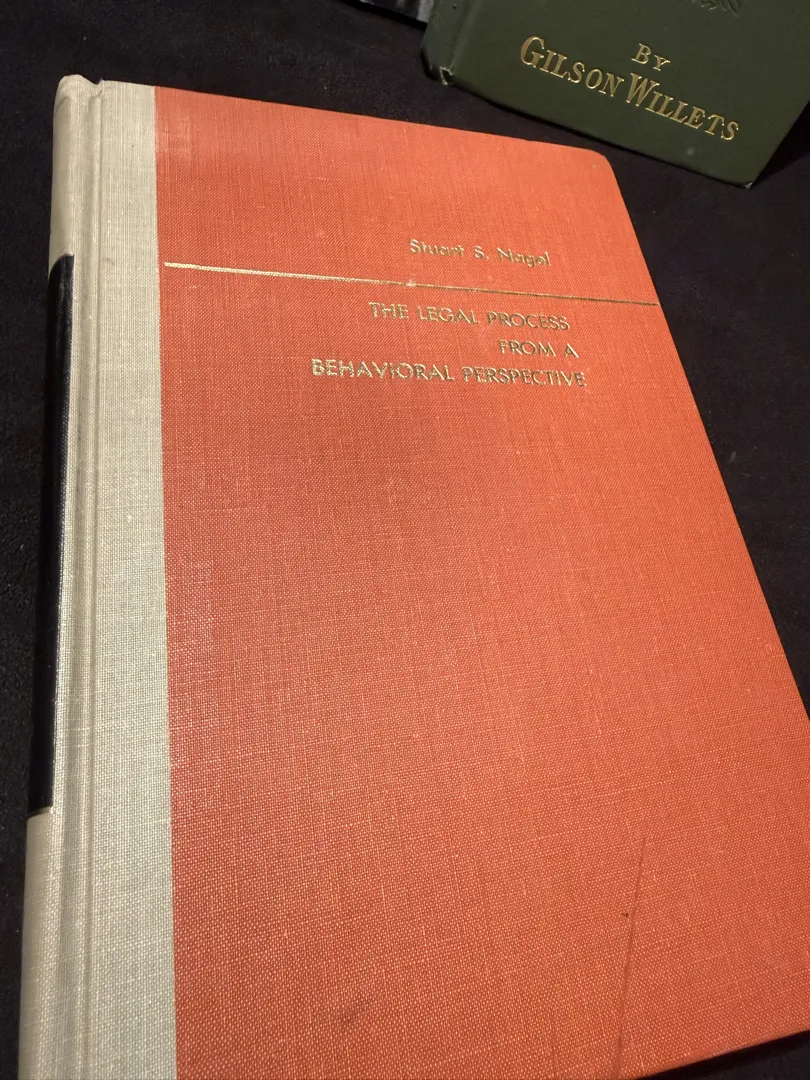 BY
GILSON WILLETS
Stuart S. Nagel
THE LEGAL PROCESS
FROM A
BEHAVIORAL PERSPECTIVE